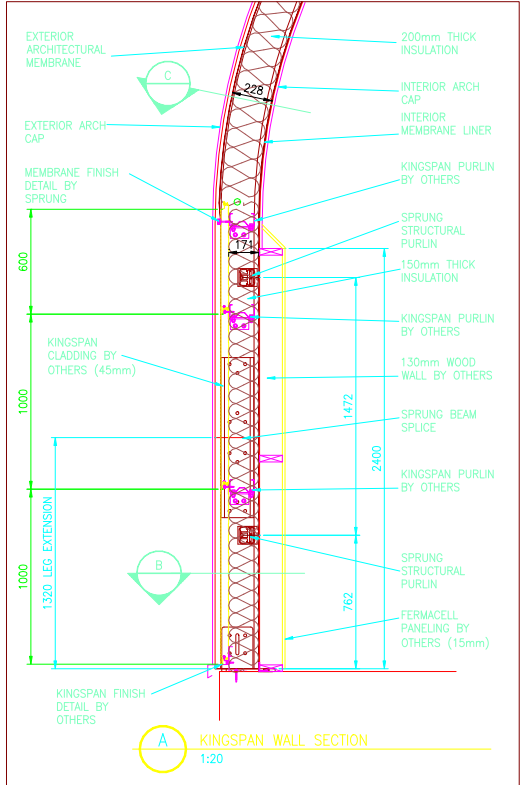 EXTERIOR
ARCHITECTURAL
MEMBRANE
200mm THICK
INSULATION
C
228
INTERIOR ARCH
CAP
EXTERIOR ARCH
CAP
INTERIOR
MEMBRANE LINER
MEMBRANE FINISH
DETAIL BY
SPRUNG
KINGSPAN PURLIN
BY OTHERS
SPRUNG
STRUCTURAL
PURLIN
171
600
150mm THICK
INSULATION
KINGSPAN PURLIN
BY OTHERS
KINGSPAN
CLADDING BY
OTHERS (45mm)
130mm WOOD
WALL BY OTHERS
1000
1472
2400
SPRUNG BEAM
SPLICE
KINGSPAN PURLIN
BY OTHERS
1320 LEG EXTENSION
1000
B
SPRUNG
STRUCTURAL
PURLIN
762
FERMACELL
PANELING BY
OTHERS (15mm)
KINGSPAN FINISH
DETAIL BY
OTHERS
A
KINGSPAN WALL SECTION
1:20